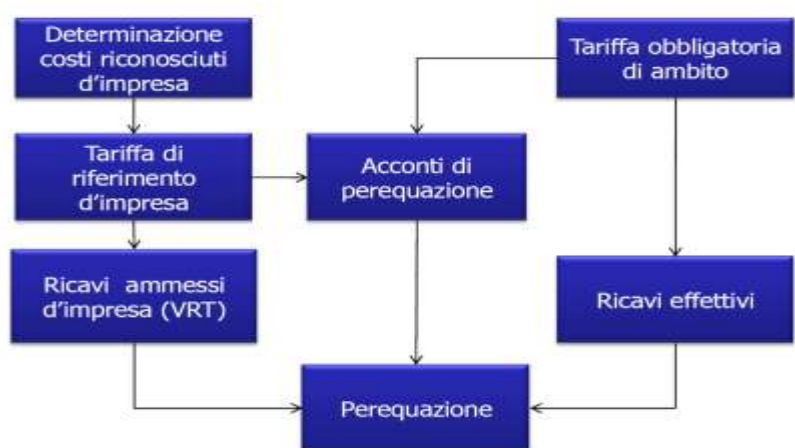 Determinazione
costi riconosciuti
d'impresa
Tariffa obbligatoria
di ambito
Tariffa di
riferimento
d'impresa
Acconti di
perequazione
Ricavi ammessi
d'impresa (VRT)
Ricavi effettivi
Perequazione